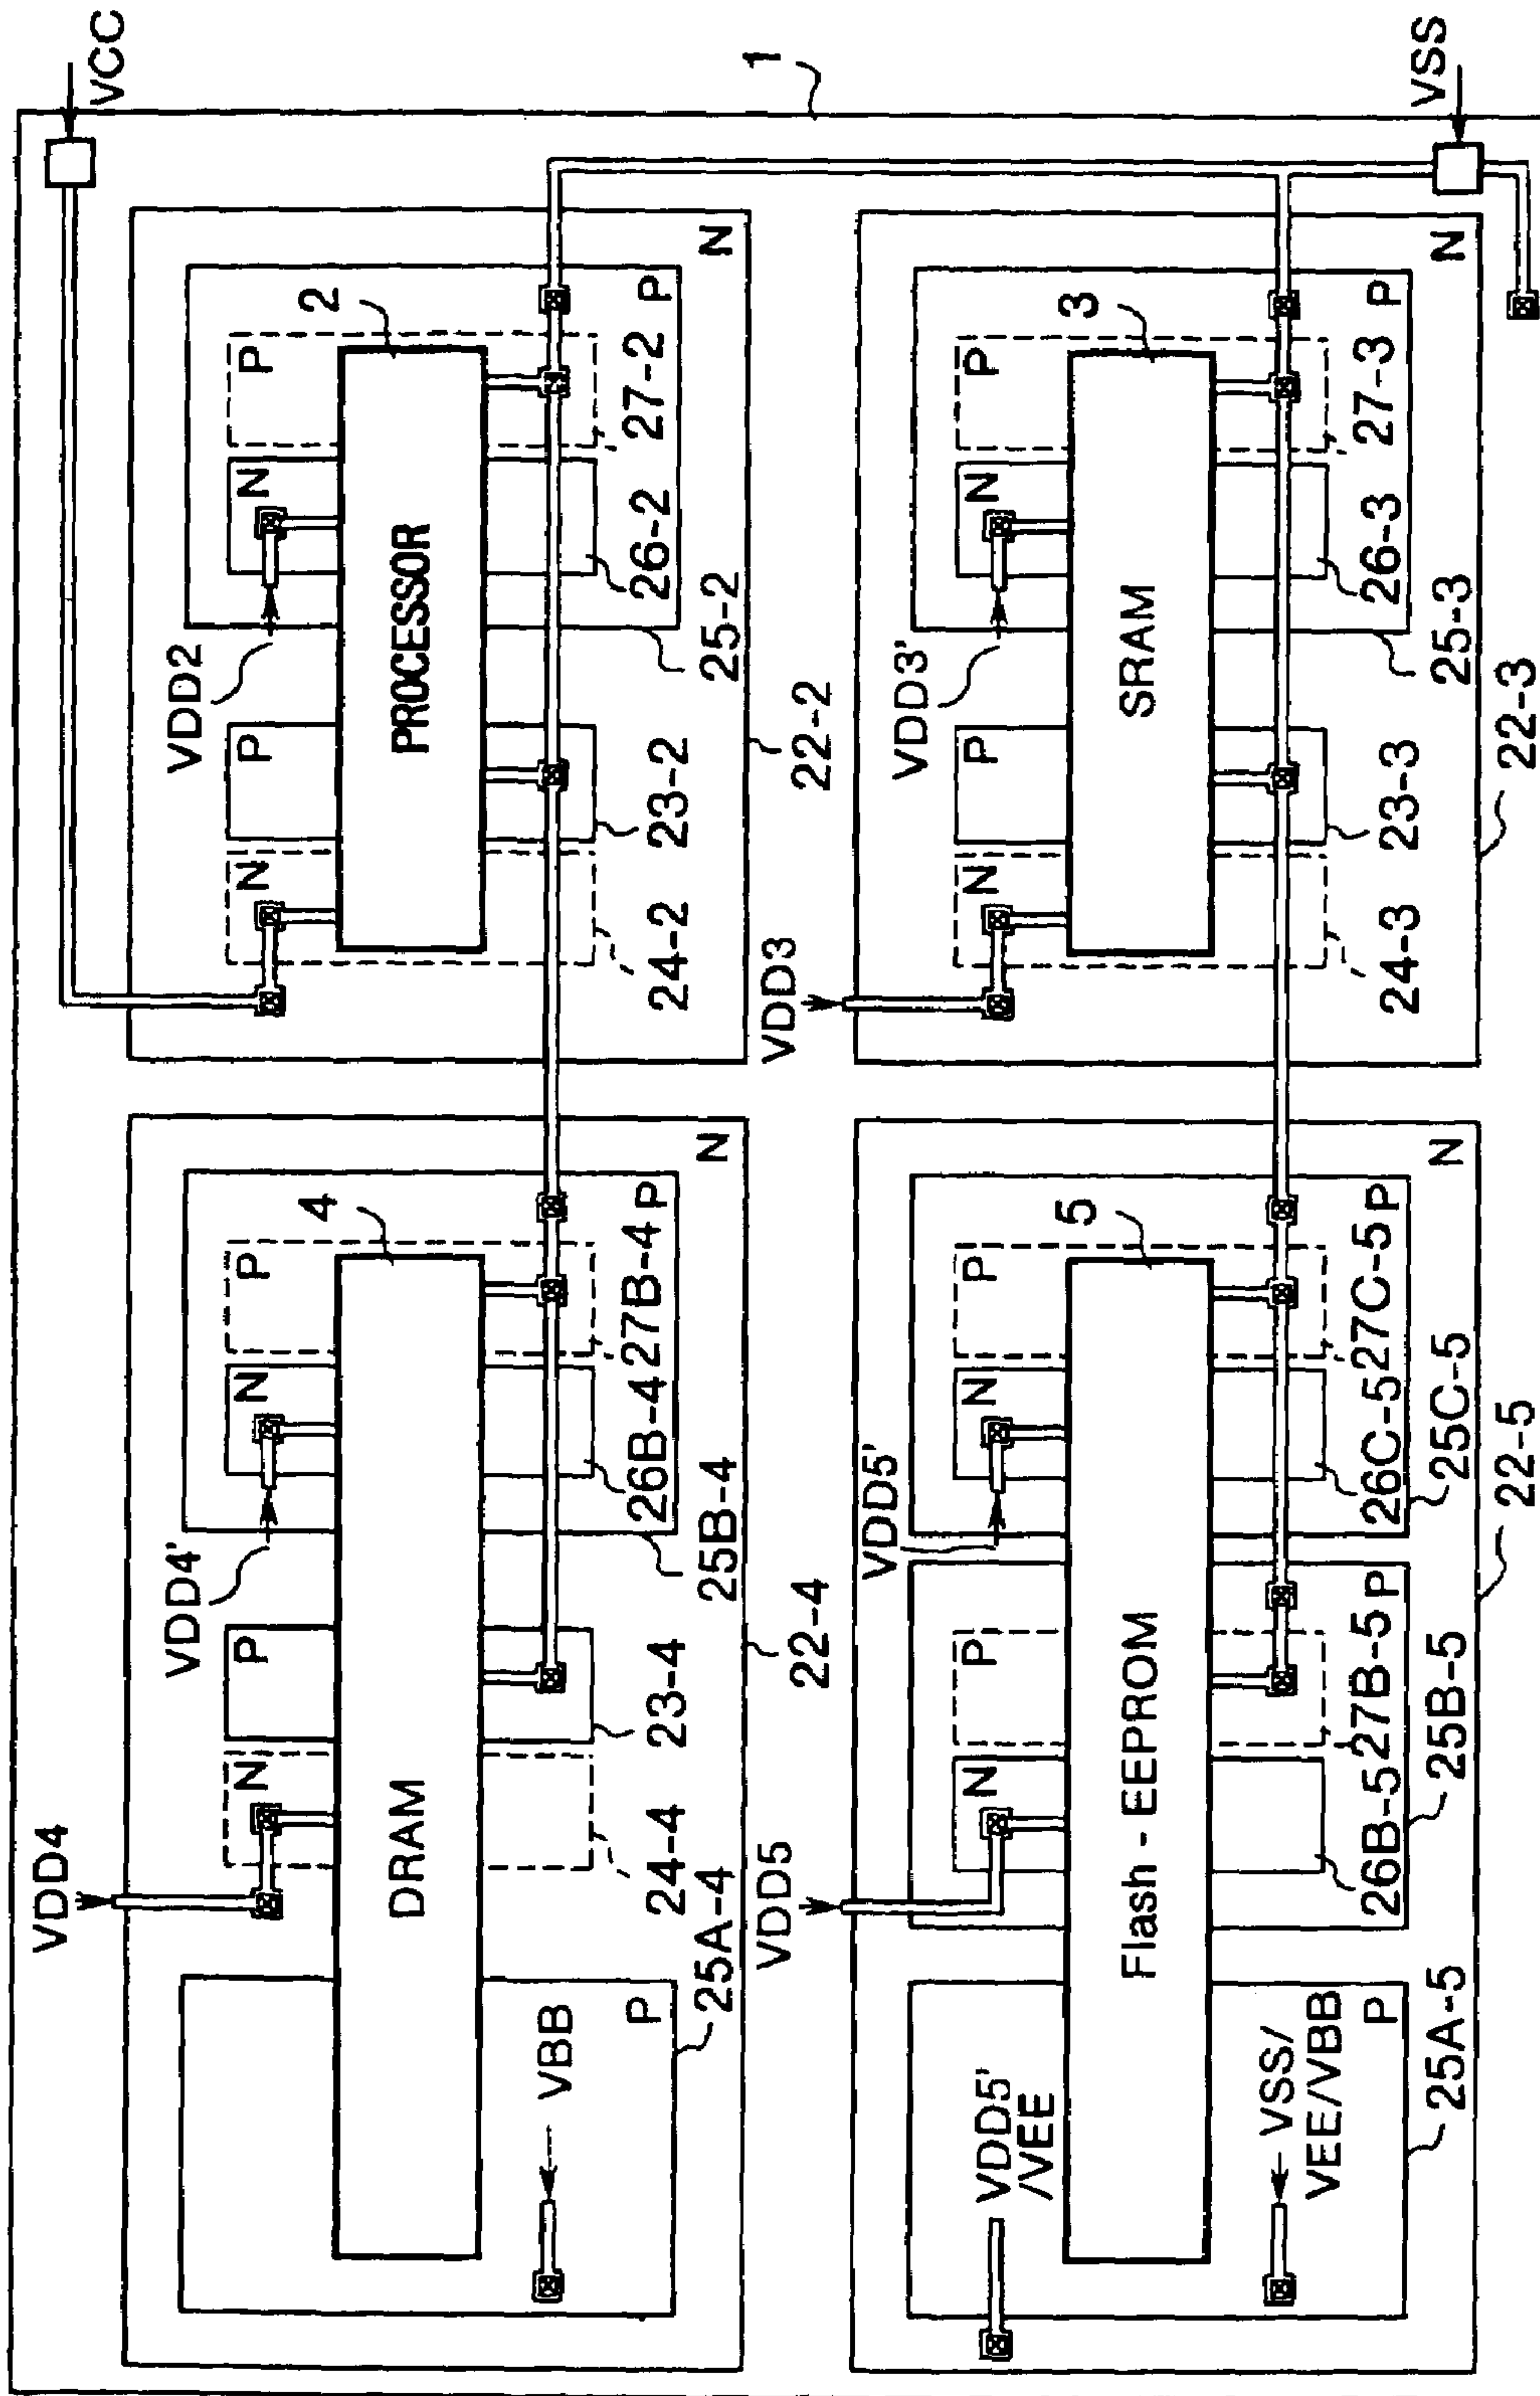 VCC
1
VSS
N
P
2
P
27-2
N
26-2
VDD2
PROCESSOR
25-2
22-2
P
23-2
N
24-2
N
P
3
P
27-3
N
26-3
VDD3'
SRAM
25-3
22-3
P
23-3
N
24-3
VDD3
N
P
4
P
27B-4
N
26B-4
VDD4'
25B-4
22-4
P
23-4
N
24-4
VDD4
DRAM
25A-4
P
VBB
N
P
5
P
27C-5
N
26C-5
25C-5
VDD5'
22-5
P
P
27B-5
25B-5
N
26B-5
VDD5
Flash - EEPROM
25A-5
P
VDD5'
/VEE
VSS/
VEE/VBB